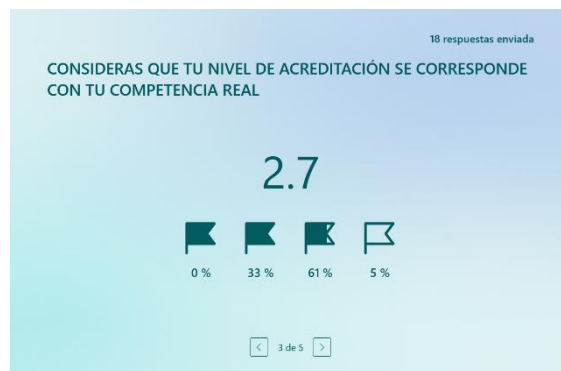 18 respuestas enviada
CONSIDERAS QUE TU NIVEL DE ACREDITACIÓN SE CORRESPONDE
CON TU COMPETENCIA REAL
2.7
0 % 33 % 61 % 5 %
3 de 5